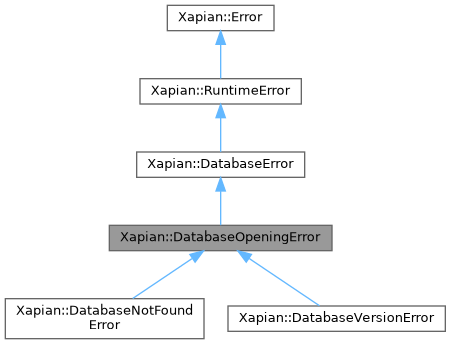 Xapian::Error
Xapian::RuntimeError
Xapian::DatabaseError
Xapian::DatabaseOpeningError
Xapian::DatabaseNotFound
Error
Xapian::DatabaseVersionError